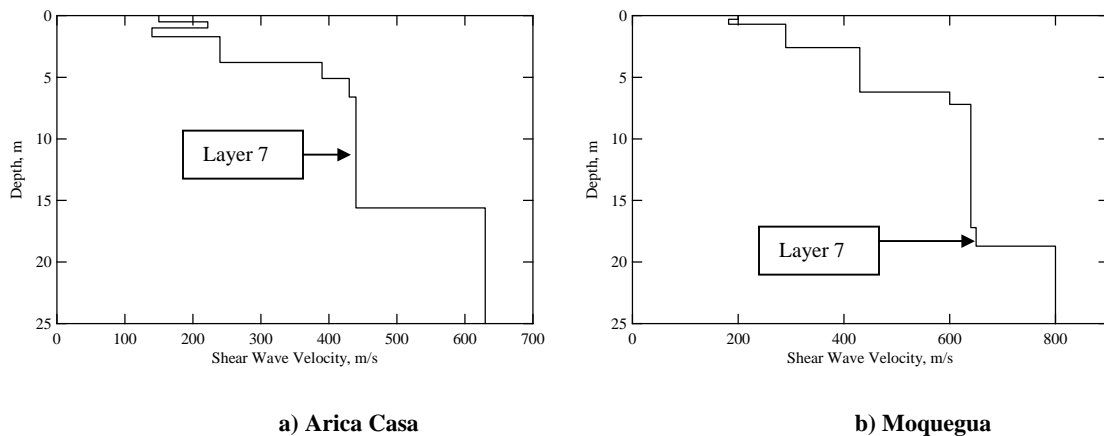 0
5
10
15
20
25
Depth, m
Layer 7
0 100 200 300 400 500 600 700
Shear Wave Velocity, m/s
a) Arica Casa
0
5
10
15
20
25
Depth, m
Layer 7
0 200 400 600 800
Shear Wave Velocity, m/s
b) Moquegua